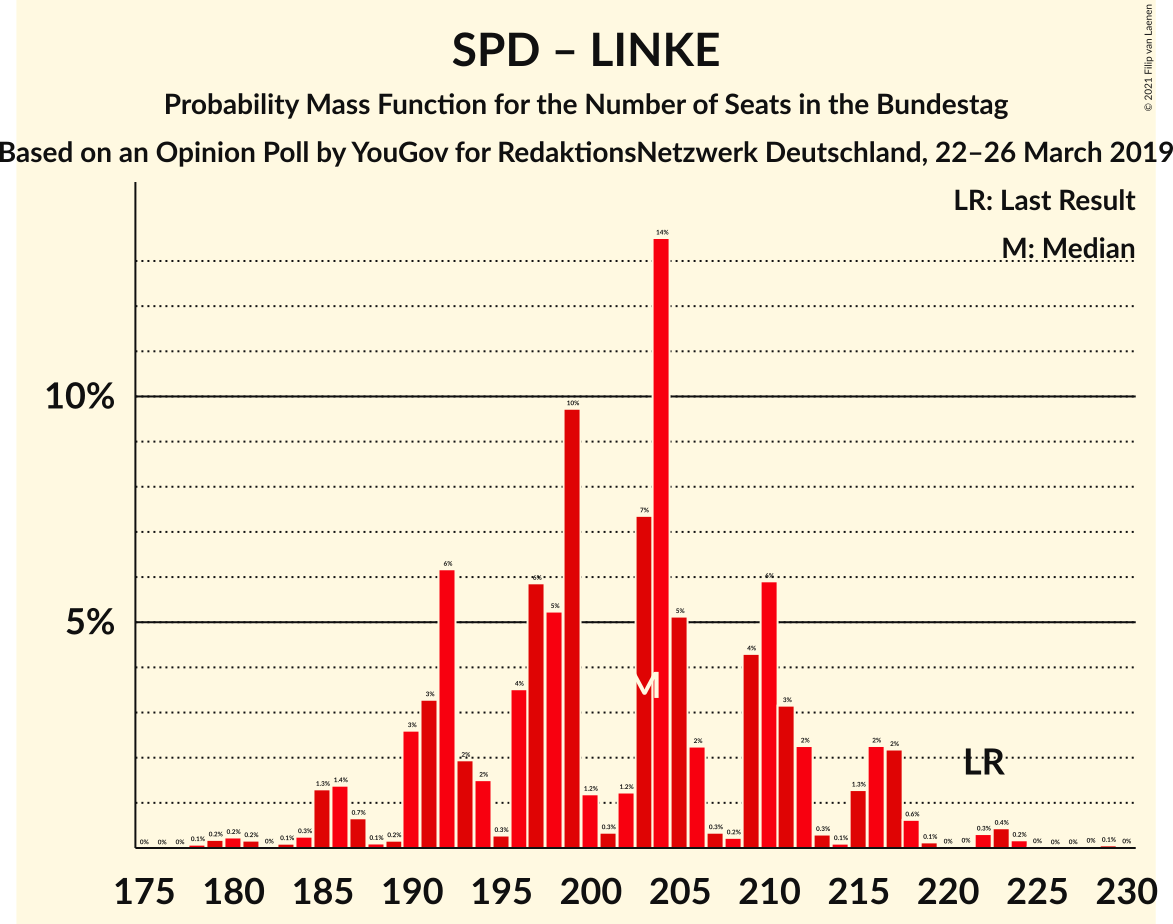 SPD – LINKE
Probability Mass Function for the Number of Seats in the Bundestag
Based on an Opinion Poll by YouGov for RedaktionsNetzwerk Deutschland, 22–26 March 2019
© 2021 Filip van Laenen
LR: Last Result
M: Median
10%
5%
0% 0% 0% 0.1% 0.2% 0.2% 0.2% 0% 0.1% 0.3% 1.3% 1.4% 0.7% 0.1% 0.2% 3% 3% 6% 2% 2% 0.3% 4% 6% 5% 10% 1.2% 0.3% 1.2% 7% 14% 5% 2% 0.3% 0.2% 4% 6% 3% 2% 0.3% 0.1% 1.3% 2% 2% 0.6% 0.1% 0% 0% 0.3% 0.4% 0.2% 0% 0% 0% 0% 0.1% 0%
M
LR
175 180 185 190 195 200 205 210 215 220 225 230